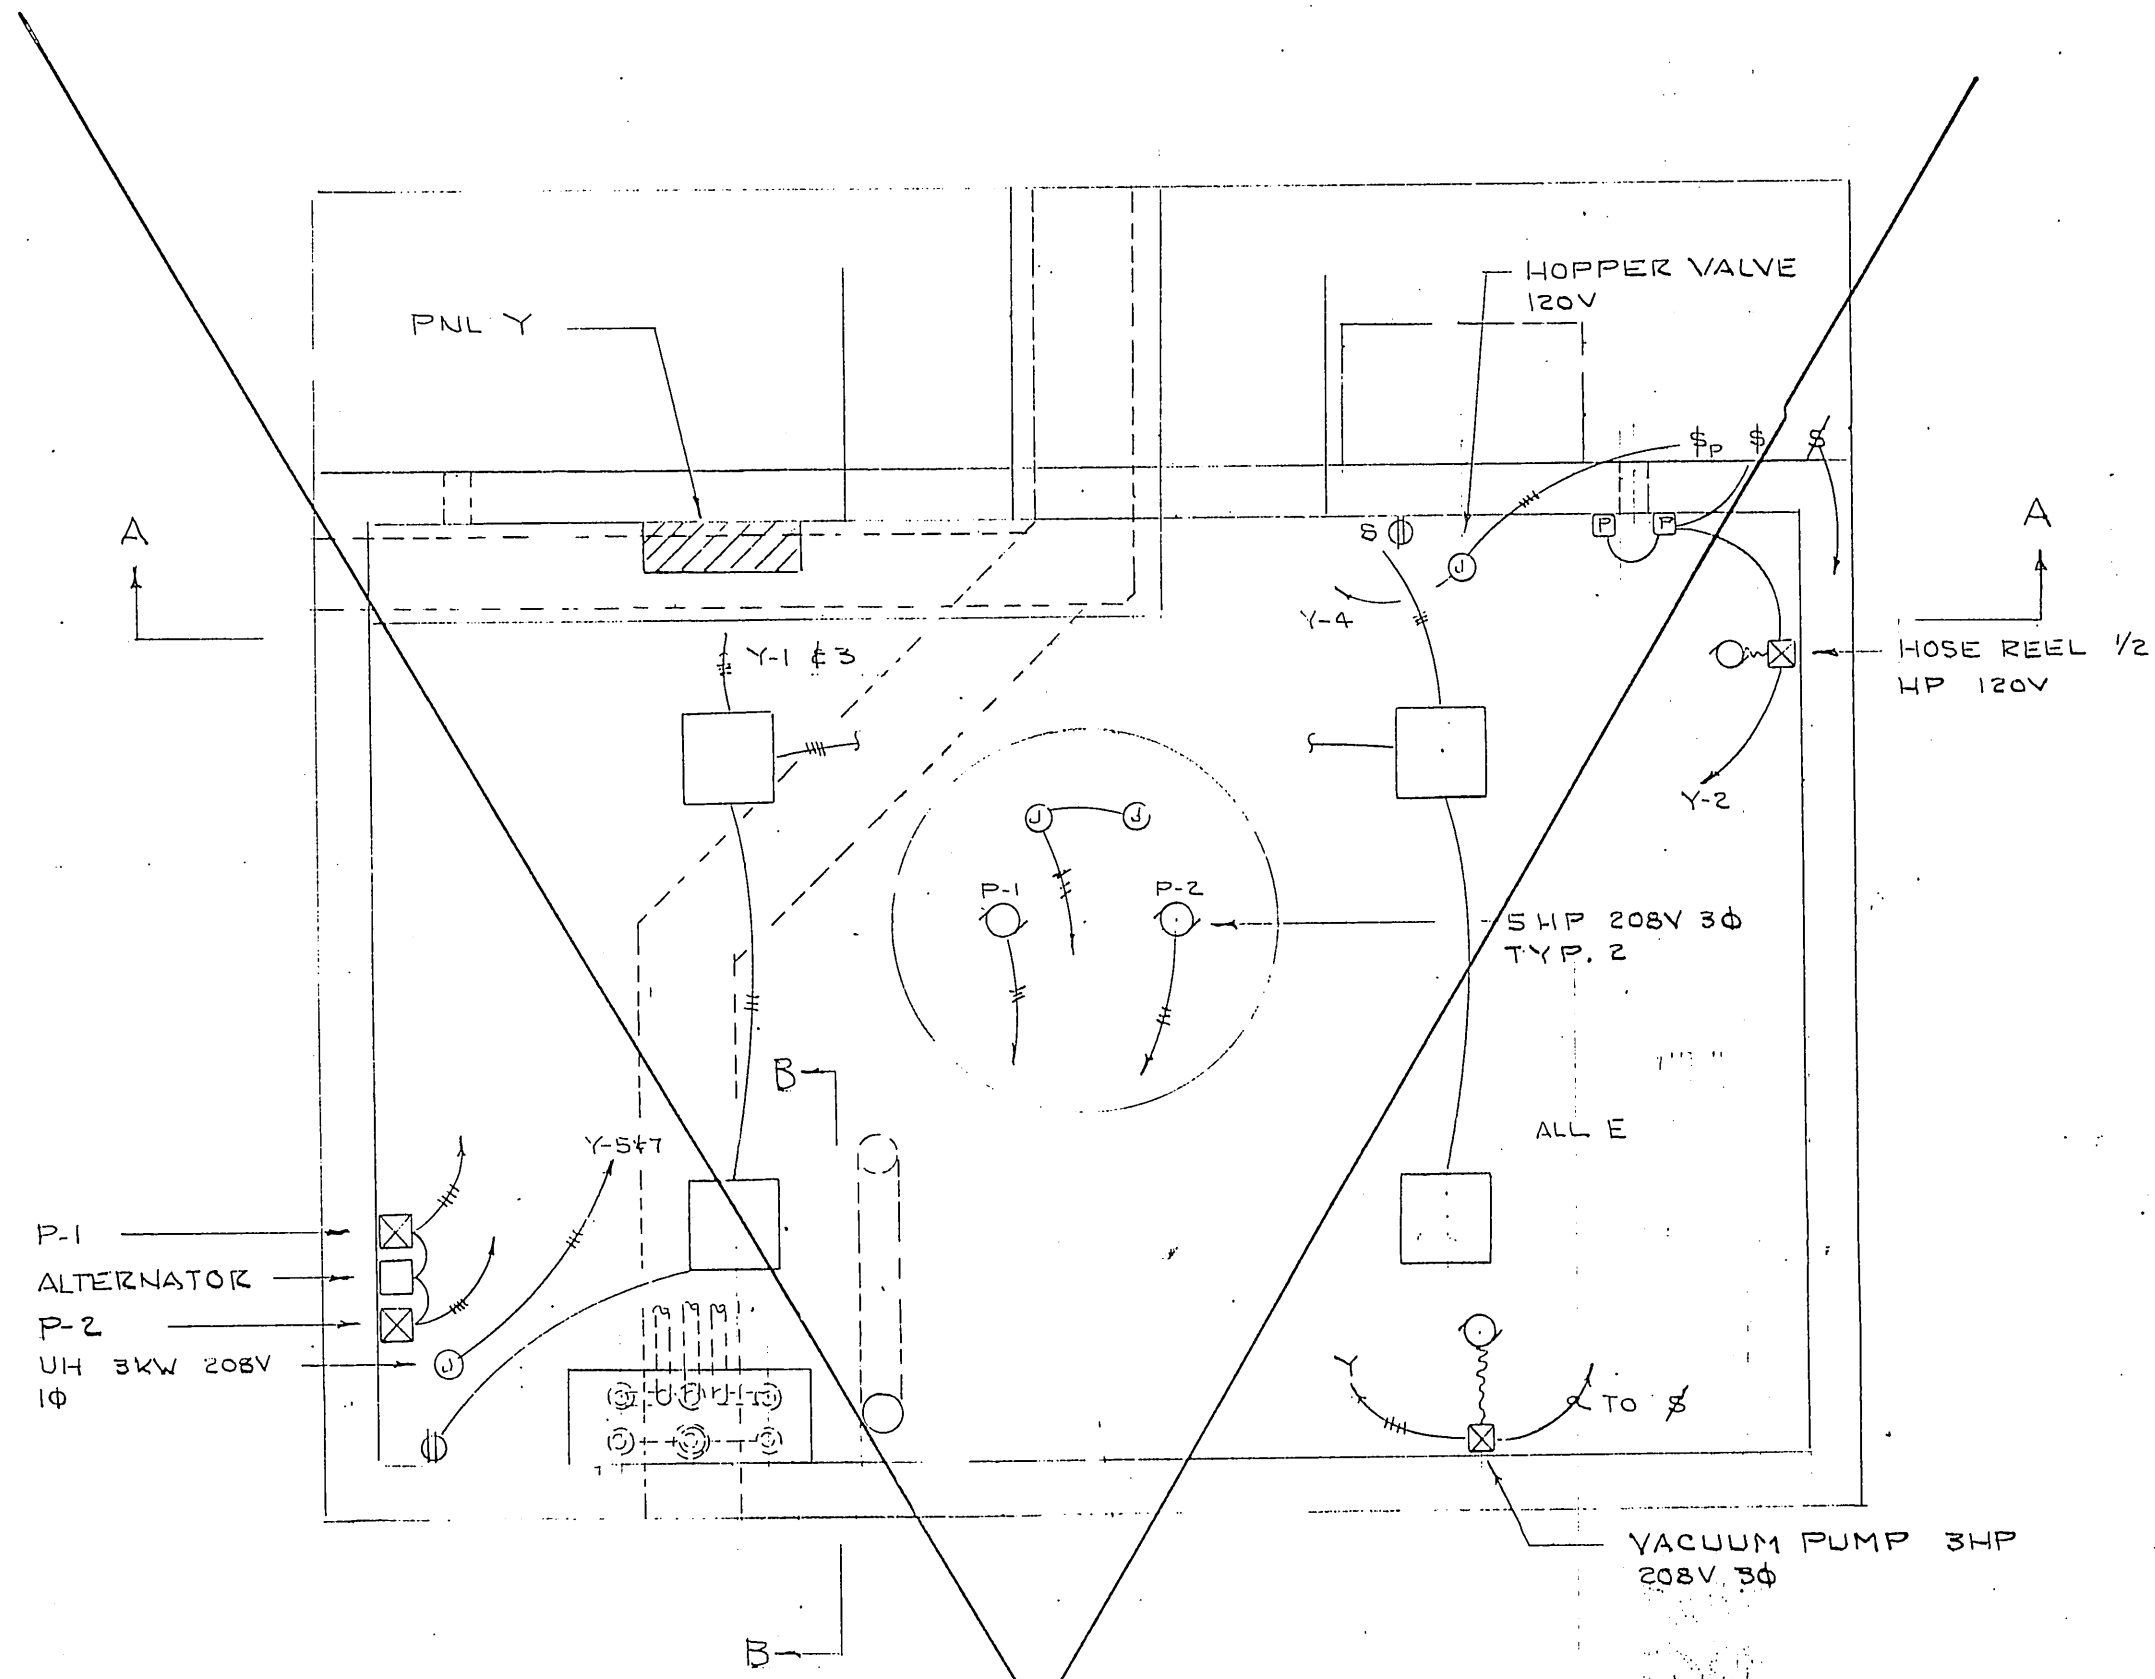 HOPPER VALVE
120V
PNL Y
$P $ $
A
A
S
J
P P
Y-4
Y-1 & 3
HOSE REEL 1/2
HP 120V
Y-2
J J
P-1
P-2
5 HP 208V 3Φ
TYP. 2
B
ALL E
Y-5&7
P-1
ALTERNATOR
P-2
UH 3KW 208V
1Φ
J
Y
TO $
VACUUM PUMP 3HP
208V 3Φ
B